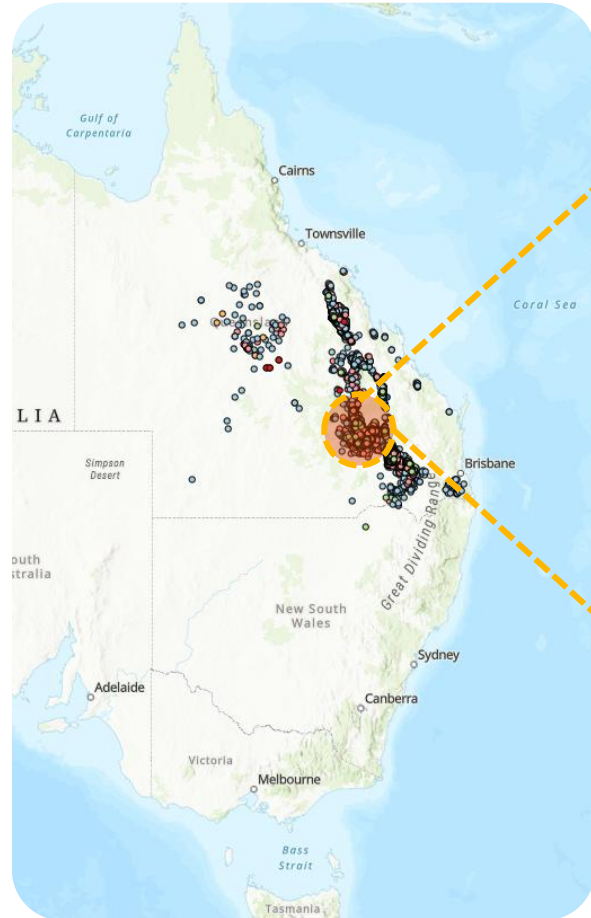 Gulf of
Carpentaria
Cairns
Townsville
Coral Sea
LIA
Simpson
Desert
Brisbane
Great Dividing Range
outh
stralia
New South
Wales
Sydney
Adelaide
Canberra
Victoria
Melbourne
Bass
Strait
Tasmania